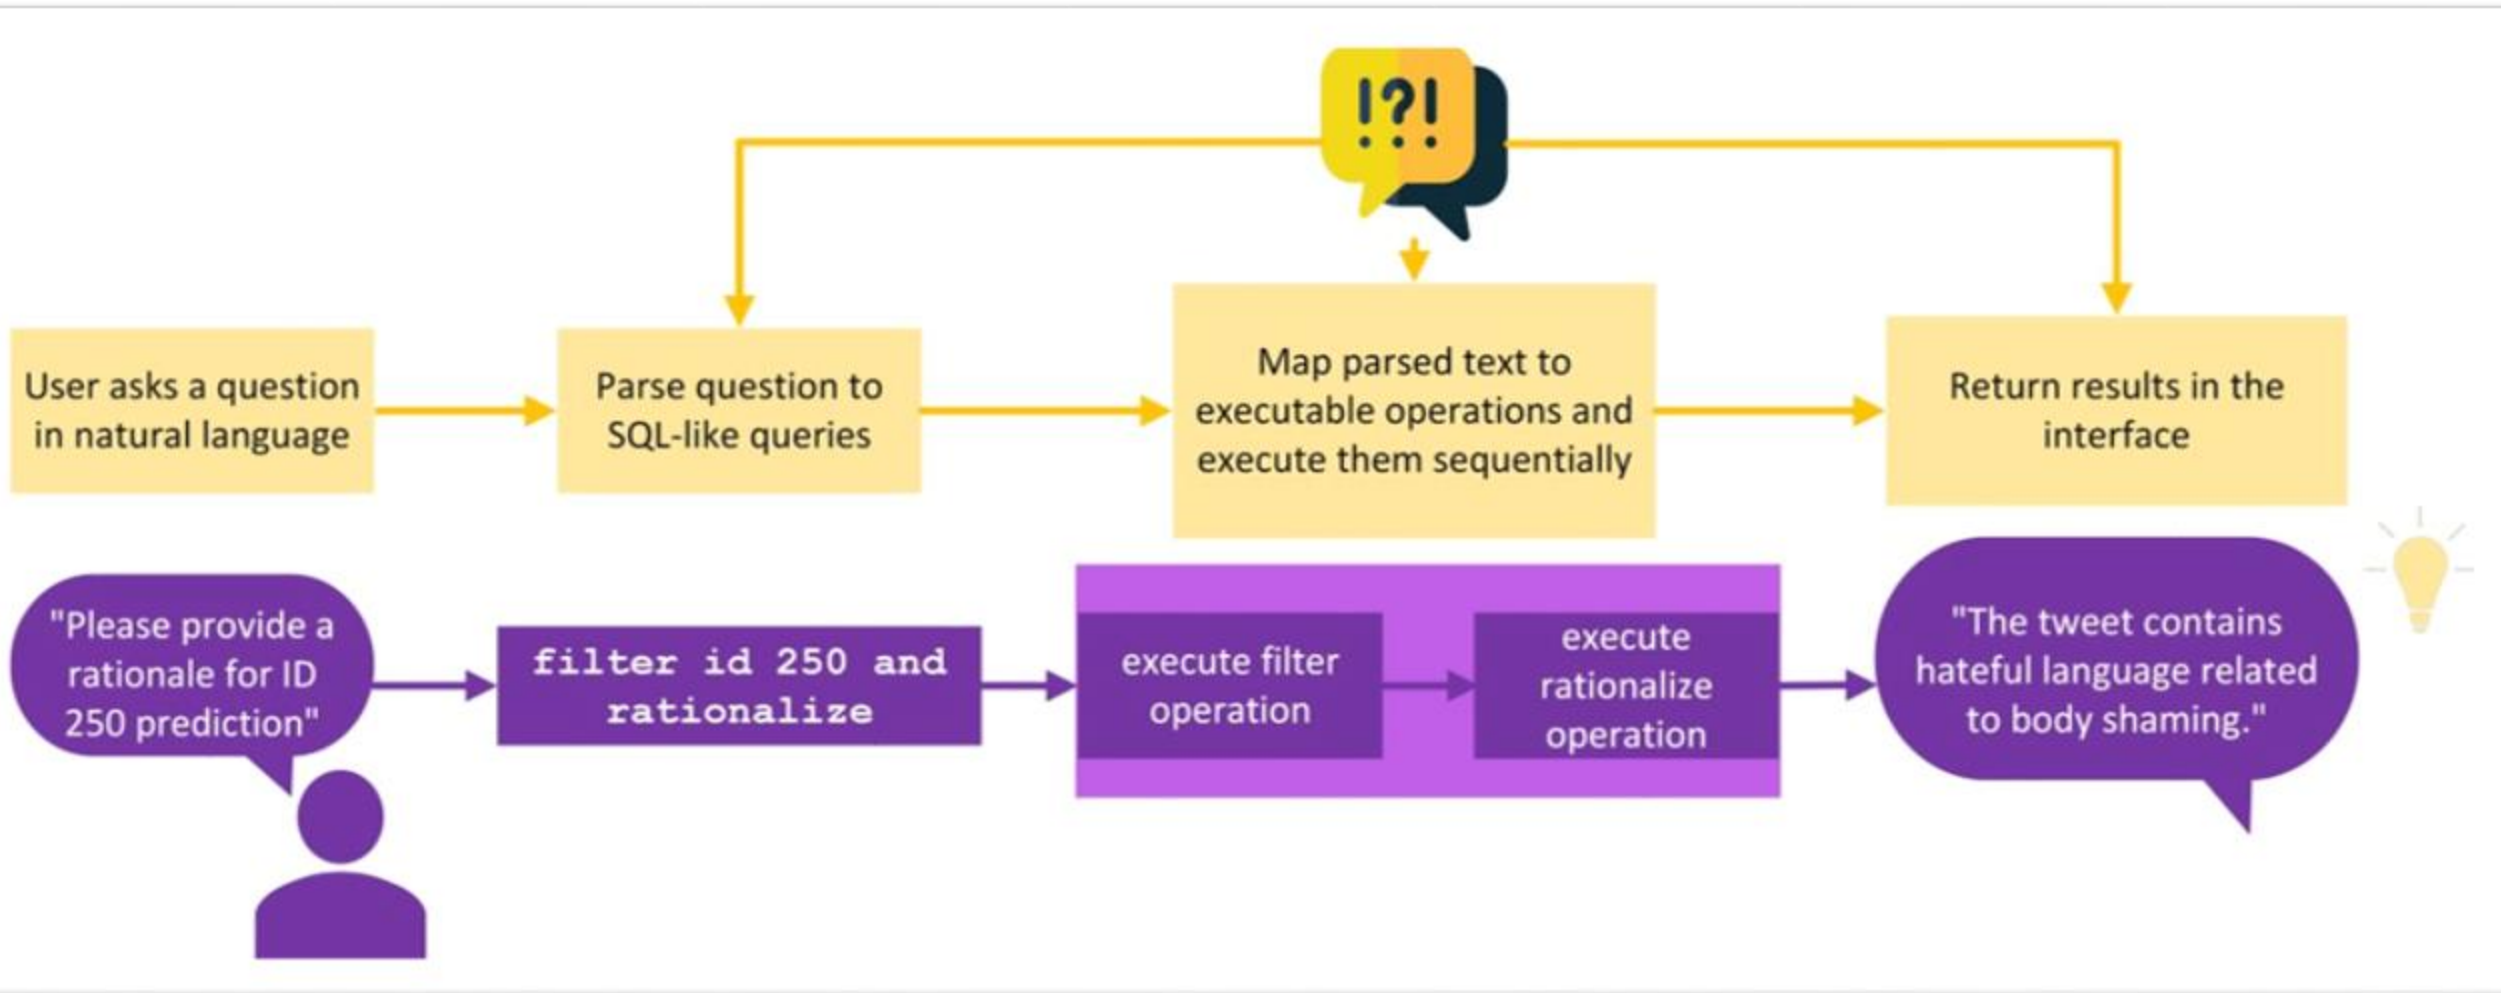 !?!
User asks a question
in natural language
Parse question to
SQL-like queries
Map parsed text to
executable operations and
execute them sequentially
Return results in the
interface
"Please provide a
rationale for ID
250 prediction"
filter id 250 and
rationalize
execute filter
operation
execute
rationalize
operation
"The tweet contains
hateful language related
to body shaming."